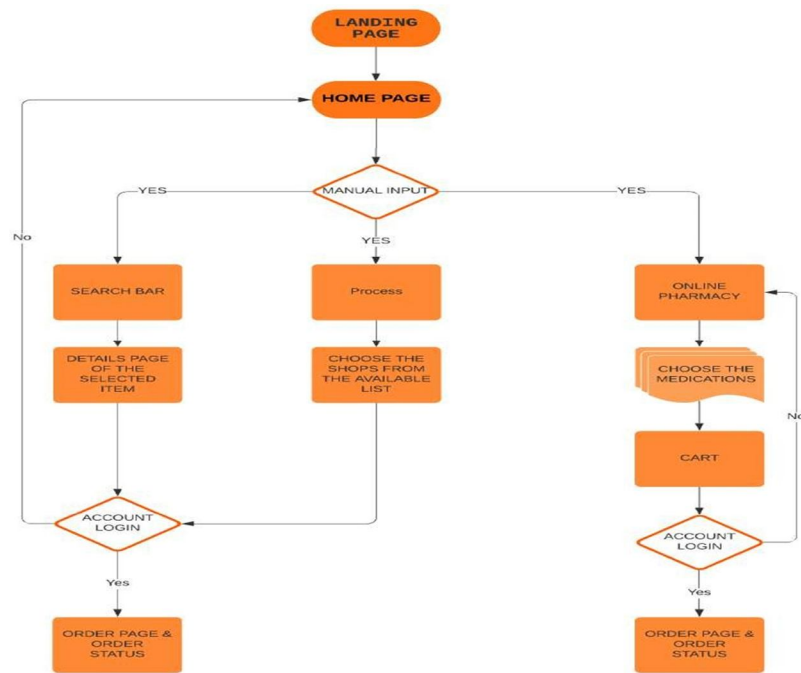 LANDING
PAGE
HOME PAGE
MANUAL INPUT
YES
YES
YES
No
SEARCH BAR
Process
ONLINE
PHARMACY
DETAILS PAGE
OF THE
SELECTED
ITEM
CHOOSE THE
SHOPS FROM
THE AVAILABLE
LIST
CHOOSE THE
MEDICATIONS
No
CART
ACCOUNT
LOGIN
ACCOUNT
LOGIN
Yes
Yes
ORDER PAGE &
ORDER
STATUS
ORDER PAGE &
ORDER
STATUS